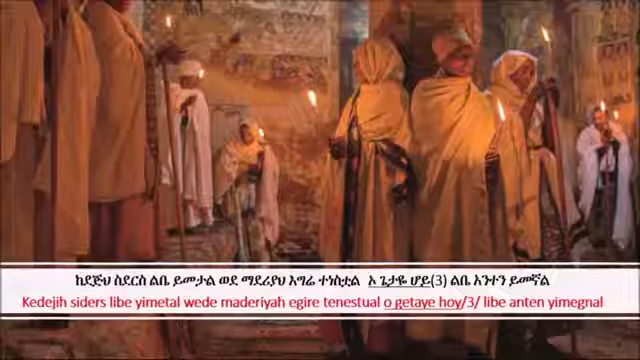 ከደጅህ ስደርስ ልቤ ይመታል ወደ ማደሪያህ እግሬ ተነስቷል ኦ ጌታዬ ሆይ(3) ልቤ አንተን ይመኛል
Kedejih siders libe yimetal wede maderiyah egire tenestual o getaye hoy/3/ libe anten yimegnal